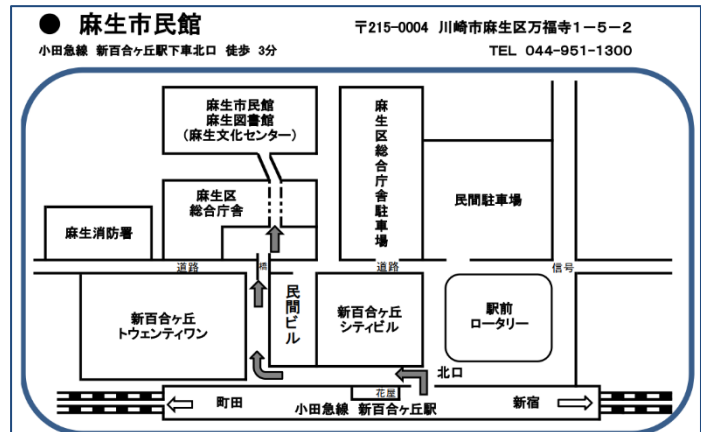 ● 麻生市民館
〒215-0004 川崎市麻生区万福寺1－5－2
小田急線 新百合ヶ丘駅下車北口 徒歩 3分
TEL 044-951-1300
麻生市民館
麻生図書館
(麻生文化センター)
麻生区総合庁舎駐車場
民間駐車場
麻生区
総合庁舎
麻生消防署
道路
橋
道路
信号
新百合ヶ丘
トウェンティワン
民間ビル
新百合ヶ丘
シティビル
駅前
ロータリー
北口
花屋
町田
小田急線 新百合ヶ丘駅
新宿